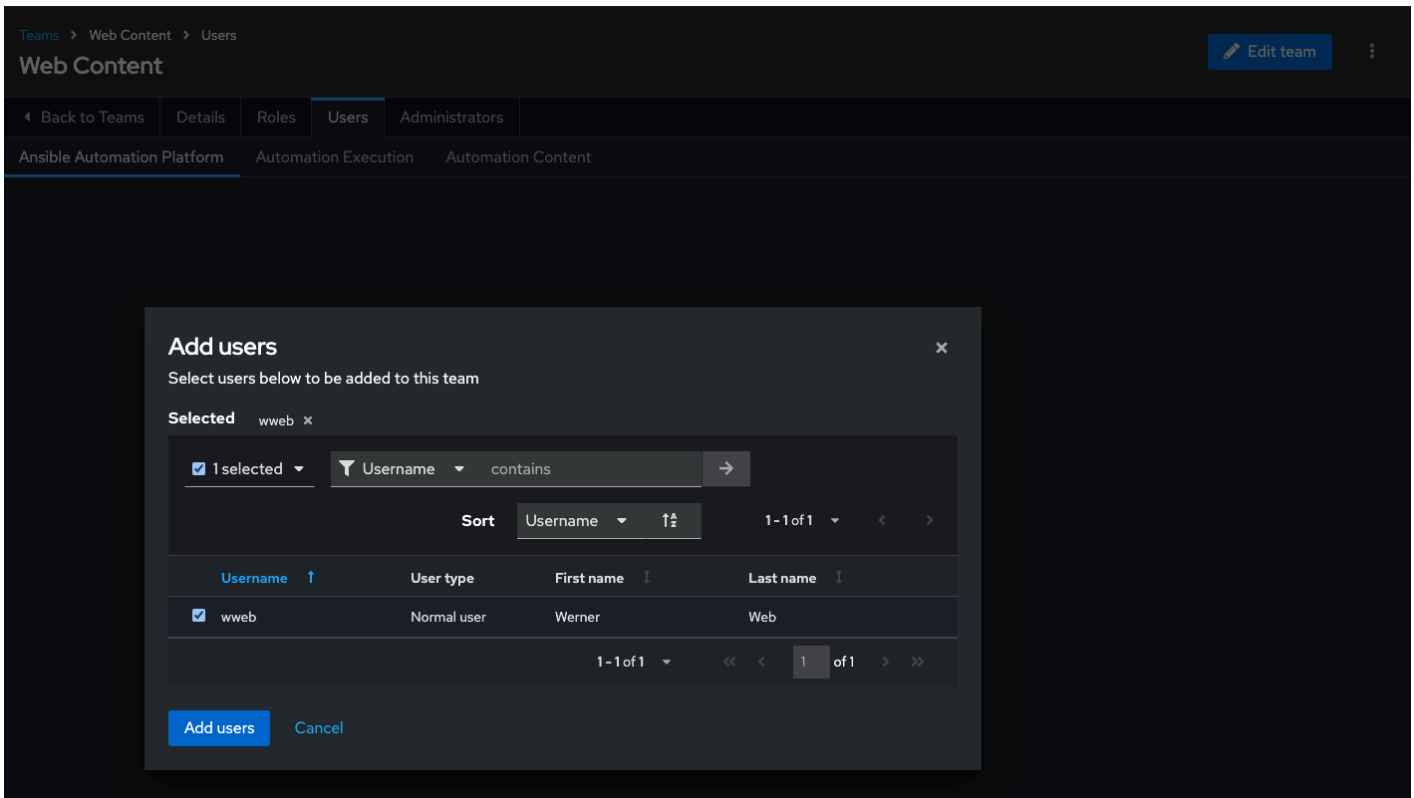 Teams > Web Content > Users
Web Content
Edit team
Back to Teams Details Roles Users Administrators
Ansible Automation Platform Automation Execution Automation Content
Add users
Select users below to be added to this team
Selected wweb
1 selected Username contains
Sort Username 1 - 1 of 1
Username User type First name Last name
wweb Normal user Werner Web
1 - 1 of 1 1 of 1
Add users Cancel